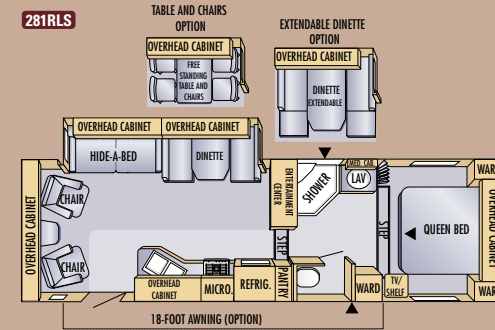 281RLS
TABLE AND CHAIRS
OPTION
OVERHEAD CABINET
FREE
STANDING
TABLE AND
CHAIRS
EXTENDABLE DINETTE
OPTION
OVERHEAD CABINET
DINETTE
EXTENDABLE
OVERHEAD CABINET
OVERHEAD CABINET
HIDE-A-BED
DINETTE
OVERHEAD CABINET
CHAIR
CHAIR
ENTERTAINMENT
CENTER
SHOWER
MED. CAB.
LAV
STEP
STEP
QUEEN BED
WAR
OVERHEAD CABINET
WAR
OVERHEAD
CABINET
MICRO.
REFRIG.
PANTRY
WARD
TV/
SHELF
18-FOOT AWNING (OPTION)